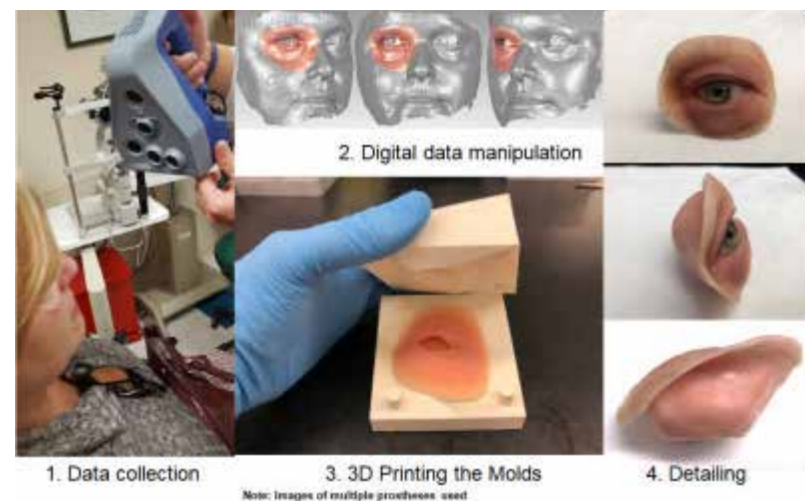 2. Digital data manipulation
1. Data collection
3. 3D Printing the Molds
4. Detailing
Note: Images of multiple prostheses used